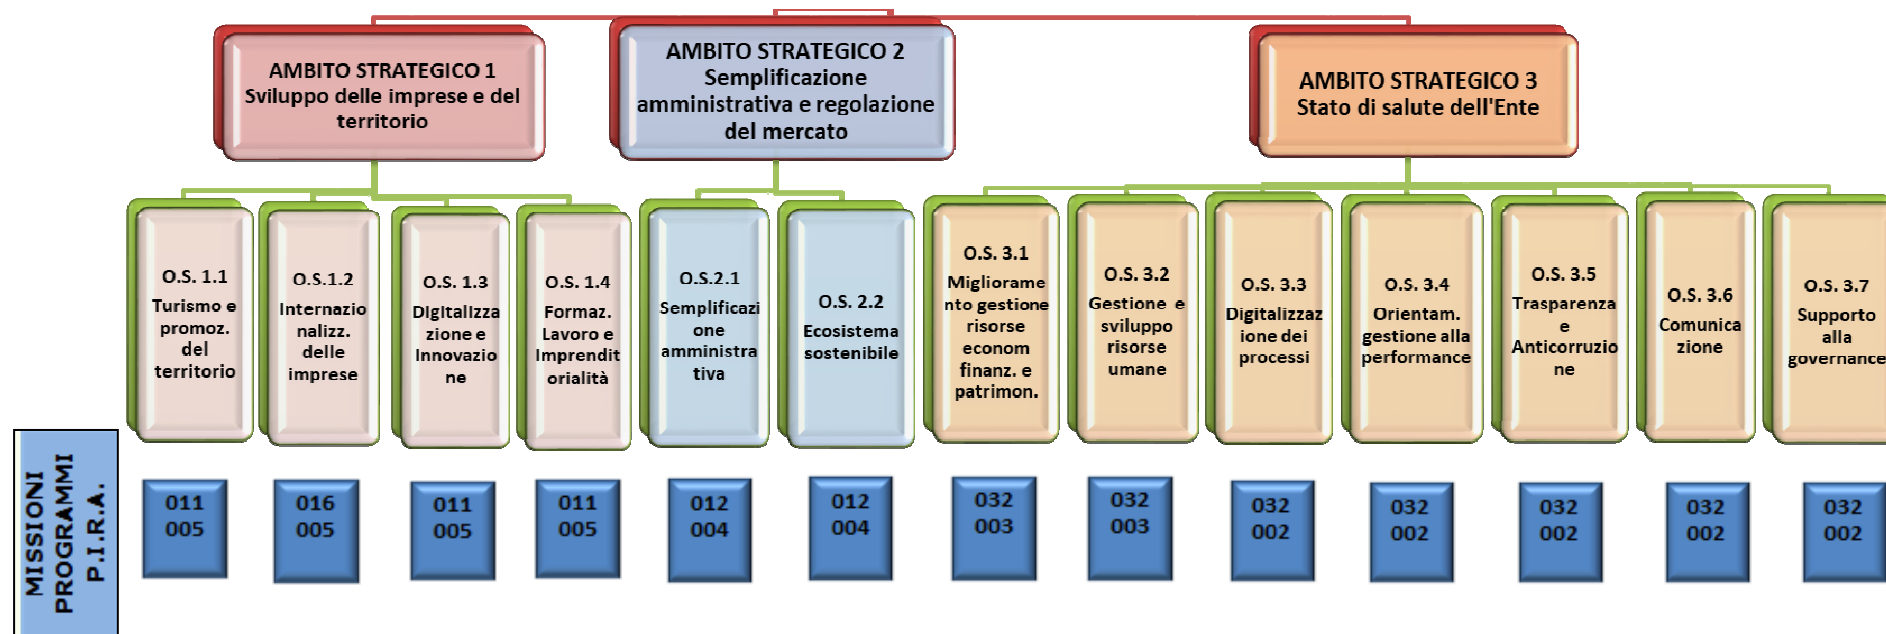 AMBITO STRATEGICO 1
Sviluppo delle imprese e del
territorio
AMBITO STRATEGICO 2
Semplificazione
amministrativa e regolazione
del mercato
AMBITO STRATEGICO 3
Stato di salute dell'Ente
O.S. 1.1
Turismo e
promoz.
del
territorio
O.S.1.2
Internazio
nalizz.
delle
imprese
O.S. 1.3
Digitalizza
zione e
Innovazio
ne
O.S. 1.4
Formaz.
Lavoro e
Imprendit
orialità
O.S.2.1
Semplificazi
one
amministra
tiva
O.S. 2.2
Ecosistema
sostenibile
O.S. 3.1
Migliorame
nto gestione
risorse
econom
finanz. e
patrimon.
O.S. 3.2
Gestione e
sviluppo
risorse
umane
O.S. 3.3
Digitalizzaz
ione dei
processi
O.S. 3.4
Orientam.
gestione alla
performance
O.S. 3.5
Trasparenza
e
Anticorruzio
ne
O.S. 3.6
Comunica
zione
O.S. 3.7
Supporto
alla
governance
MISSIONI
PROGRAMMI
P.I.R.A.
011
005
016
005
011
005
011
005
012
004
012
004
032
003
032
003
032
002
032
002
032
002
032
002
032
002